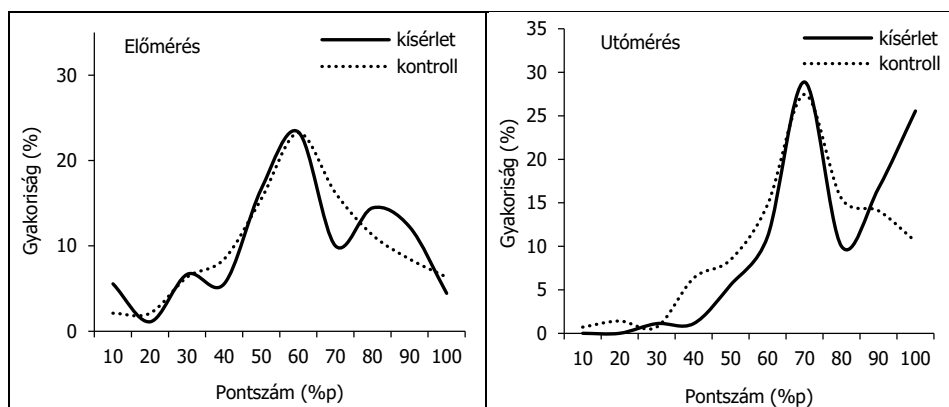 Előmérés
kísérlet
kontroll
Gyakoriság (%)
30
20
10
0
10 20 30 40 50 60 70 80 90 100
Pontszám (%p)
Utómérés
kísérlet
kontroll
Gyakoriság (%)
35
30
25
20
15
10
5
0
10 20 30 40 50 60 70 80 90 100
Pontszám (%p)